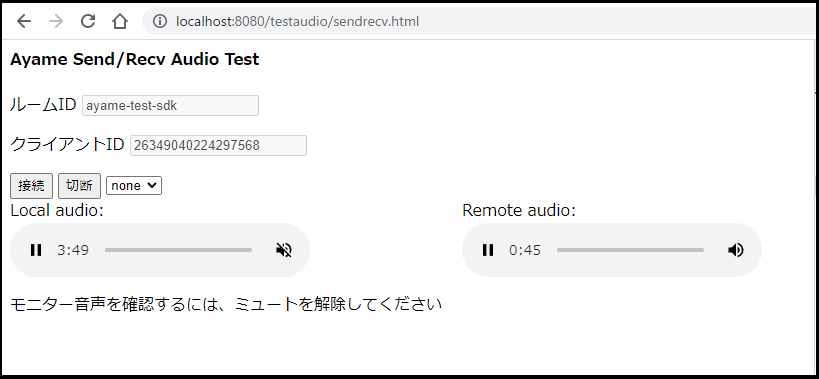 localhost:8080/testaudio/sendrecv.html
Ayame Send/Recv Audio Test
ルームID ayame-test-sdk
クライアントID 26349040224297568
接続 切断 none
Local audio:
3:49
Remote audio:
0:45
モニター音声を確認するには、ミュートを解除してください